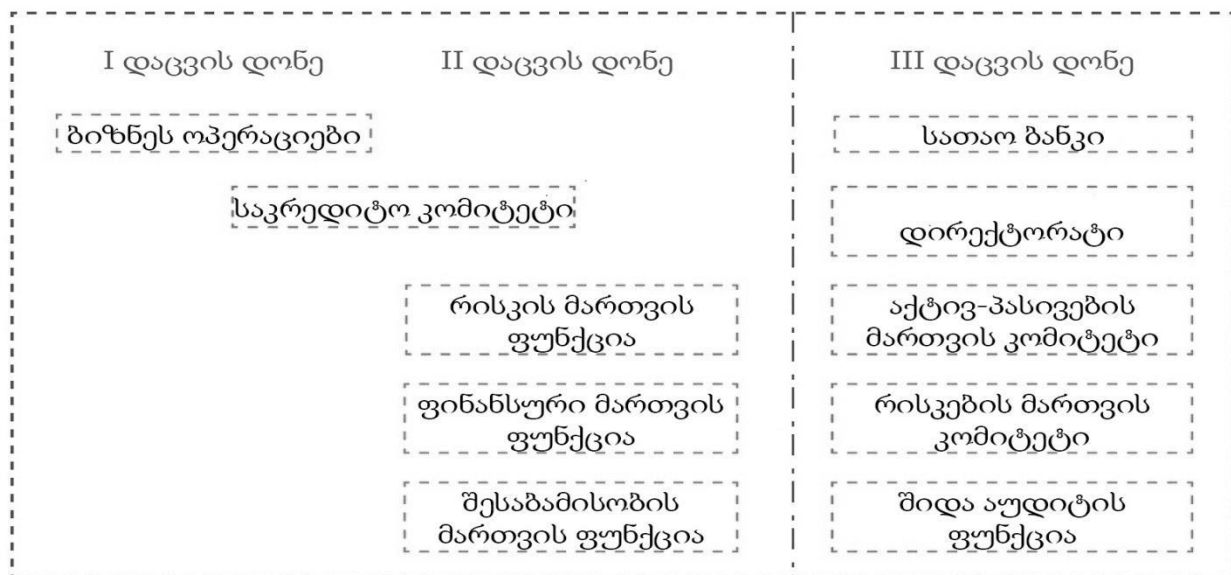 I დაცვის დონე
II დაცვის დონე
III დაცვის დონე
ბიზნეს ოპერაციები
სათაო ბანკი
საკრედიტო კომიტეტი
დირექტორატი
რისკის მართვის
ფუნქცია
აქტივ-პასივების
მართვის კომიტეტი
ფინანსური მართვის
ფუნქცია
რისკების მართვის
კომიტეტი
შესაბამისობის
მართვის ფუნქცია
შიდა აუდიტის
ფუნქცია